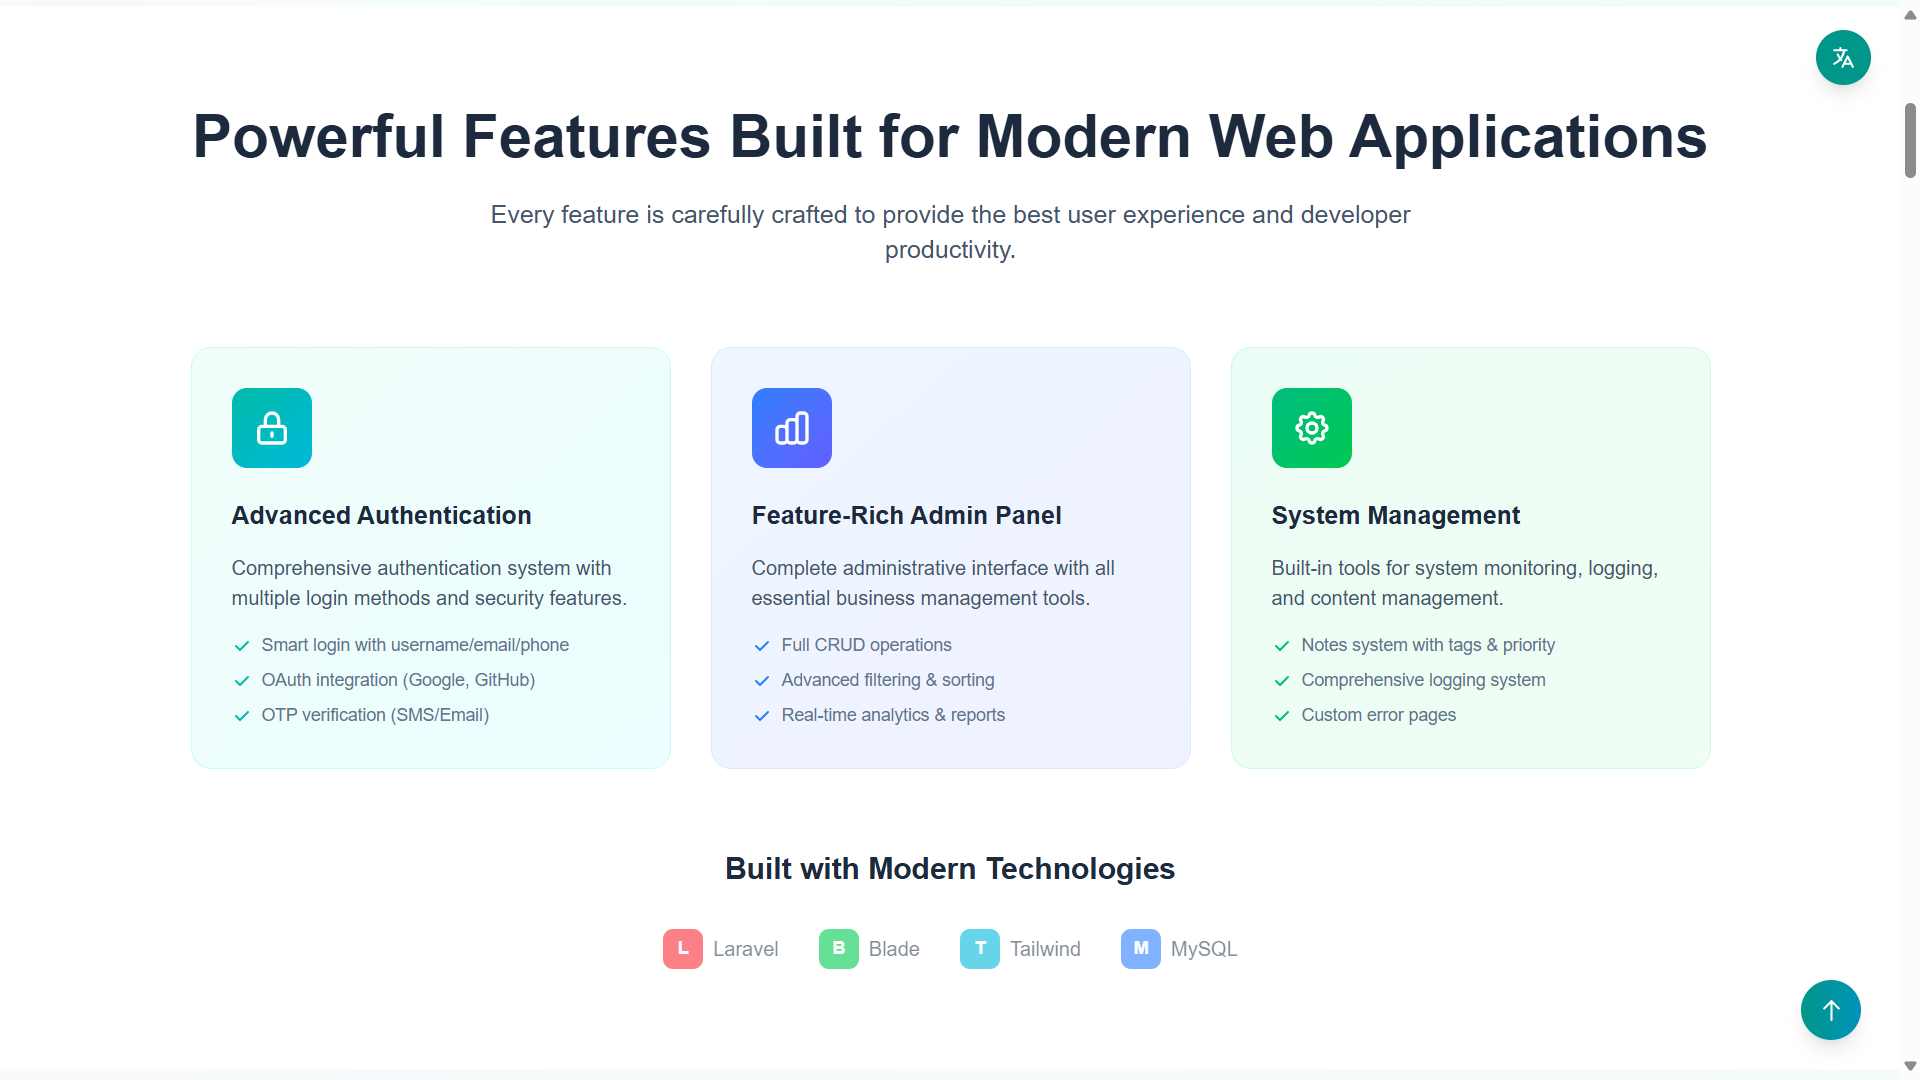 Powerful Features Built for Modern Web Applications
Every feature is carefully crafted to provide the best user experience and developer
productivity.
Advanced Authentication
Comprehensive authentication system with
multiple login methods and security features.
Smart login with username/email/phone
OAuth integration (Google, GitHub)
OTP verification (SMS/Email)
Feature-Rich Admin Panel
Complete administrative interface with all
essential business management tools.
Full CRUD operations
Advanced filtering & sorting
Real-time analytics & reports
System Management
Built-in tools for system monitoring, logging,
and content management.
Notes system with tags & priority
Comprehensive logging system
Custom error pages
Built with Modern Technologies
L Laravel B Blade T Tailwind M MySQL